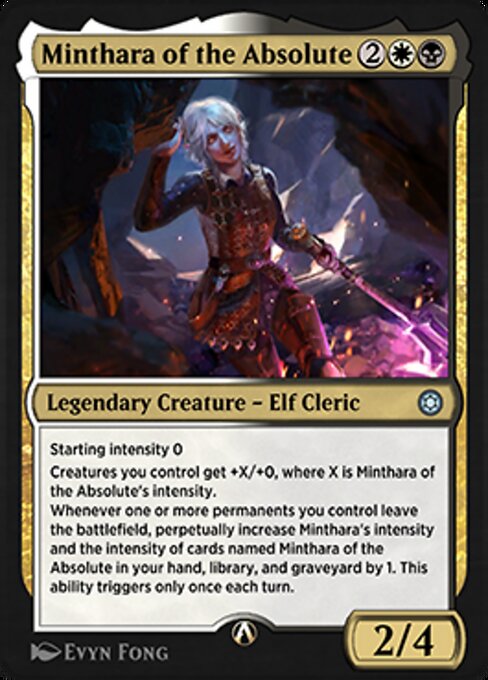 Minthara of the Absolute 2
Legendary Creature – Elf Cleric
Starting intensity 0
Creatures you control get +X/+0, where X is Minthara of
the Absolute's intensity.
Whenever one or more permanents you control leave
the battlefield, perpetually increase Minthara's intensity
and the intensity of cards named Minthara of the
Absolute in your hand, library, and graveyard by 1. This
ability triggers only once each turn.
2/4
Evyn Fong